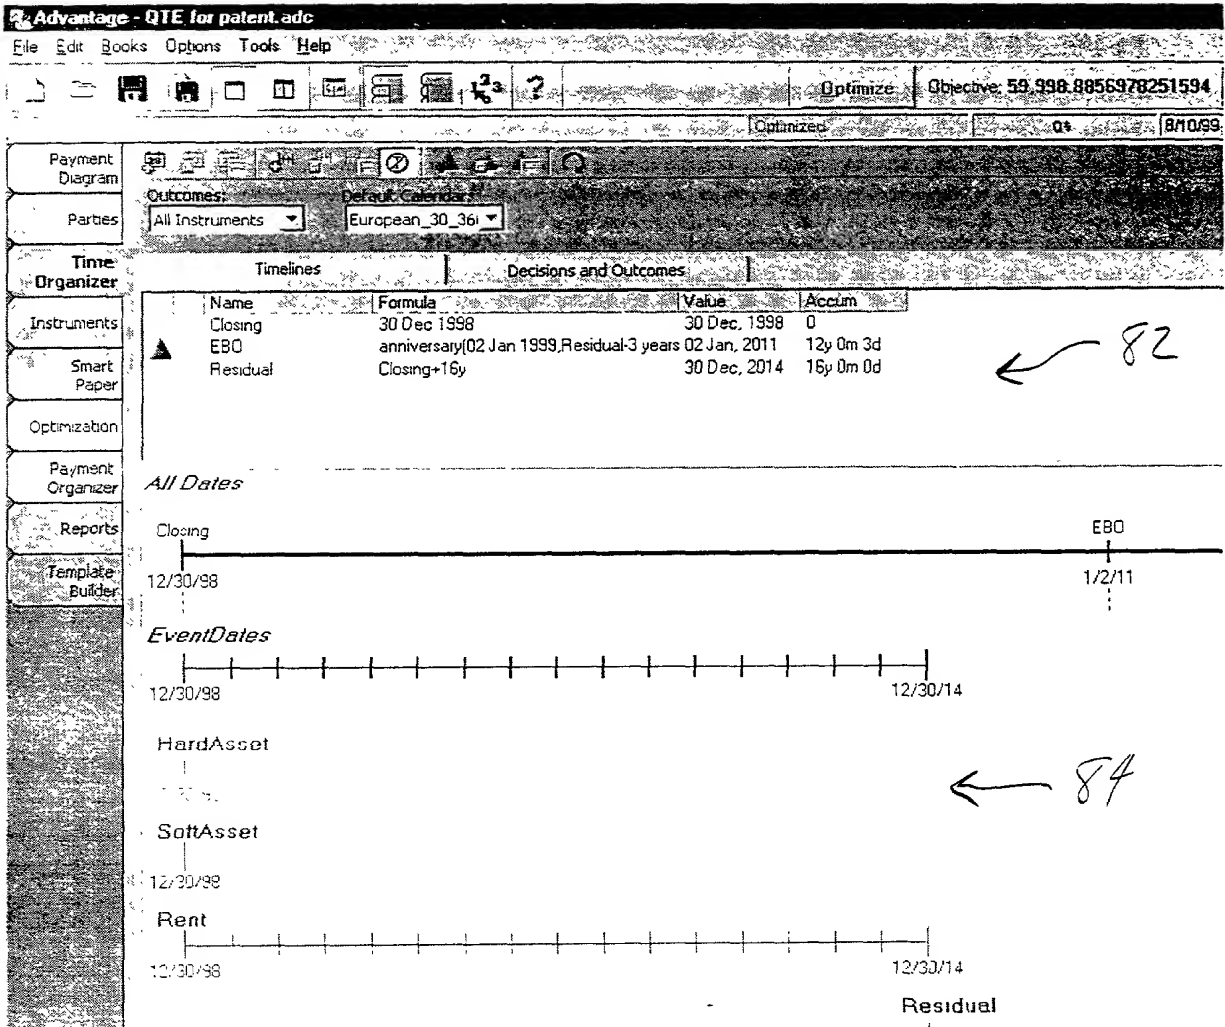 Advantage - QTE for patent.adc
File Edit Books Options Tools Help
Optimize Objective: 59,998.8856978251594
Optimized 0% 8/10/99
Payment Diagram
Outcomes: Default Calendar:
All Instruments European_30_36
Parties
Time Organizer
Timelines Decisions and Outcomes
Name Formula Value Accum
Closing 30 Dec 1998 30 Dec, 1998 0
EBO anniversary(02 Jan 1999,Residual-3 years 02 Jan, 2011 12y 0m 3d
Residual Closing+16y 30 Dec, 2014 16y 0m 0d
82
Instruments
Smart Paper
Optimization
Payment Organizer
Reports
Template Builder
All Dates
Closing EBO
12/30/98 1/2/11
EventDates
12/30/98 12/30/14
HardAsset
84
SoftAsset
12/30/98
Rent
12/30/98 12/30/14
Residual